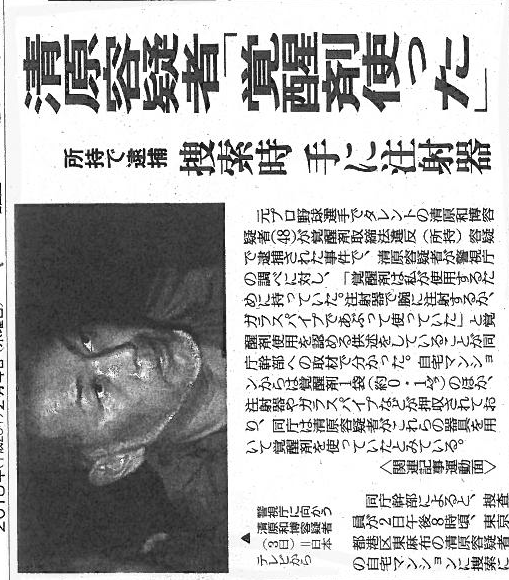 清原容疑者「覚醒剤使った」
所持で逮捕
捜索時 手に注射器
元プロ野球選手でタレントの清原和博容
疑者(48)が覚醒剤取締法違反(所持)容疑
で逮捕された事件で、清原容疑者が警視庁
の調べに対し、「覚醒剤は私が使用するた
めに持っていた。注射器で腕に注射するか、
ガラスパイプであぶって使っていた」と覚
醒剤使用を認める供述をしていることが同
庁幹部への取材で分かった。自宅マンショ
ンからは覚醒剤1袋(約0・1㌘)のほか、
注射器やガラスパイプなどが押収されてお
り、同庁は清原容疑者がこれらの器具を用
いて覚醒剤を使っていたとみている。
〈関連記事運動面〉
同庁幹部によると、捜査
員が2日午後8時頃、東京
都港区東麻布の清原容疑者
の自宅マンションに捜索に
▲警視庁に向かう
清原和博容疑者
(3日)=日本
テレビから
2月4日(木曜日)